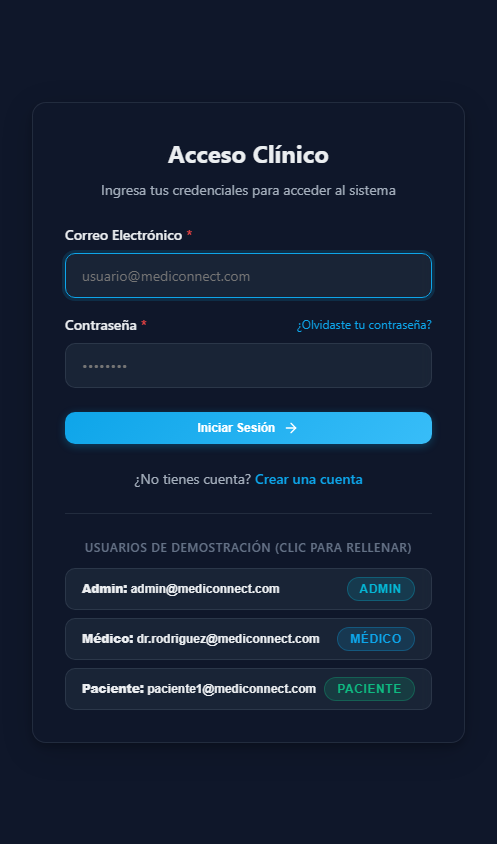 Acceso Clínico
Ingresa tus credenciales para acceder al sistema
Correo Electrónico *
usuario@mediconnect.com
Contraseña * ¿Olvidaste tu contraseña?
••••••••
Iniciar Sesión →
¿No tienes cuenta? Crear una cuenta
USUARIOS DE DEMOSTRACIÓN (CLIC PARA RELLENAR)
Admin: admin@mediconnect.com ADMIN
Médico: dr.rodriguez@mediconnect.com MÉDICO
Paciente: paciente1@mediconnect.com PACIENTE